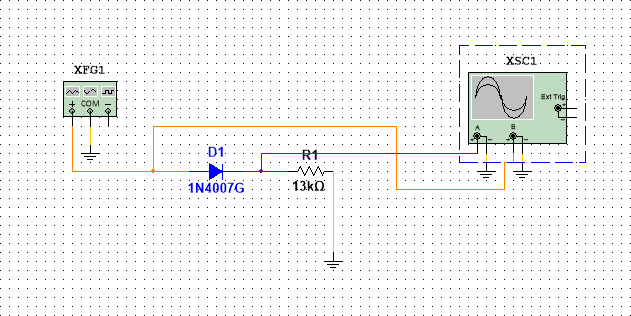 XFG1
+ COM −
XSC1
Ext Trig
+
−
A
B
+ − + −
D1
1N4007G
R1
13kΩ